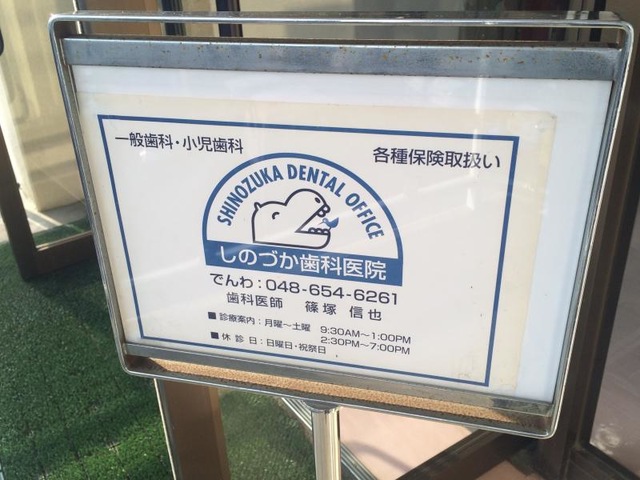 一般歯科・小児歯科
各種保険取扱い
SHINOZUKA DENTAL OFFICE
しのづか歯科医院
でんわ：048-654-6261
歯科医師 篠塚 信也
■診療案内：月曜～土曜 9:30AM～1:00PM
2:30PM～7:00PM
■休診日：日曜日・祝祭日